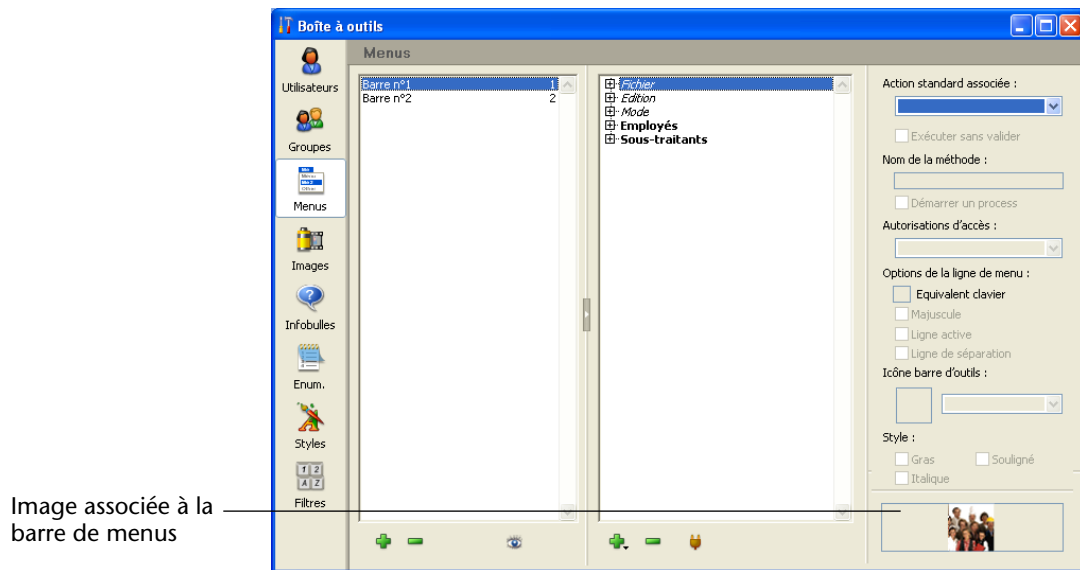 Boîte à outils
Menus
Utilisateurs
Groupes
Menus
Images
Infobulles
Enum.
Styles
1 2
A Z
Filtres
Barre n°1 1
Barre n°2 2
Fichier
Edition
Mode
Employés
Sous-traitants
Action standard associée :
Exécuter sans valider
Nom de la méthode :
Démarrer un process
Autorisations d'accès :
Options de la ligne de menu :
Equivalent clavier
Majuscule
Ligne active
Ligne de séparation
Icône barre d'outils :
Style :
Gras Souligné
Italique
Image associée à la
barre de menus